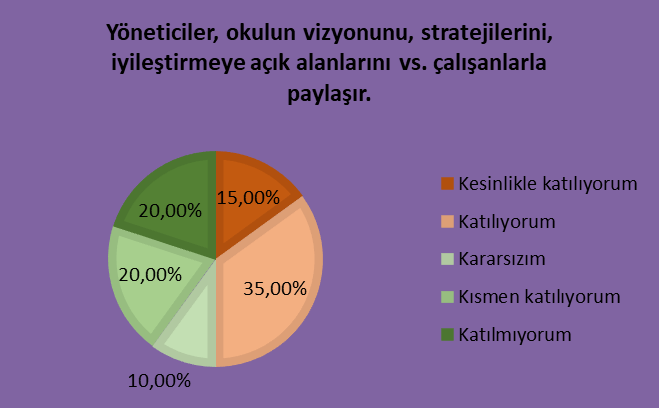 Yöneticiler, okulun vizyonunu, stratejilerini,
iyileştirmeye açık alanlarını vs. çalışanlarla
paylaşır.
15,00%
35,00%
10,00%
20,00%
20,00%
Kesinlikle katılıyorum
Katılıyorum
Kararsızım
Kısmen katılıyorum
Katılmıyorum